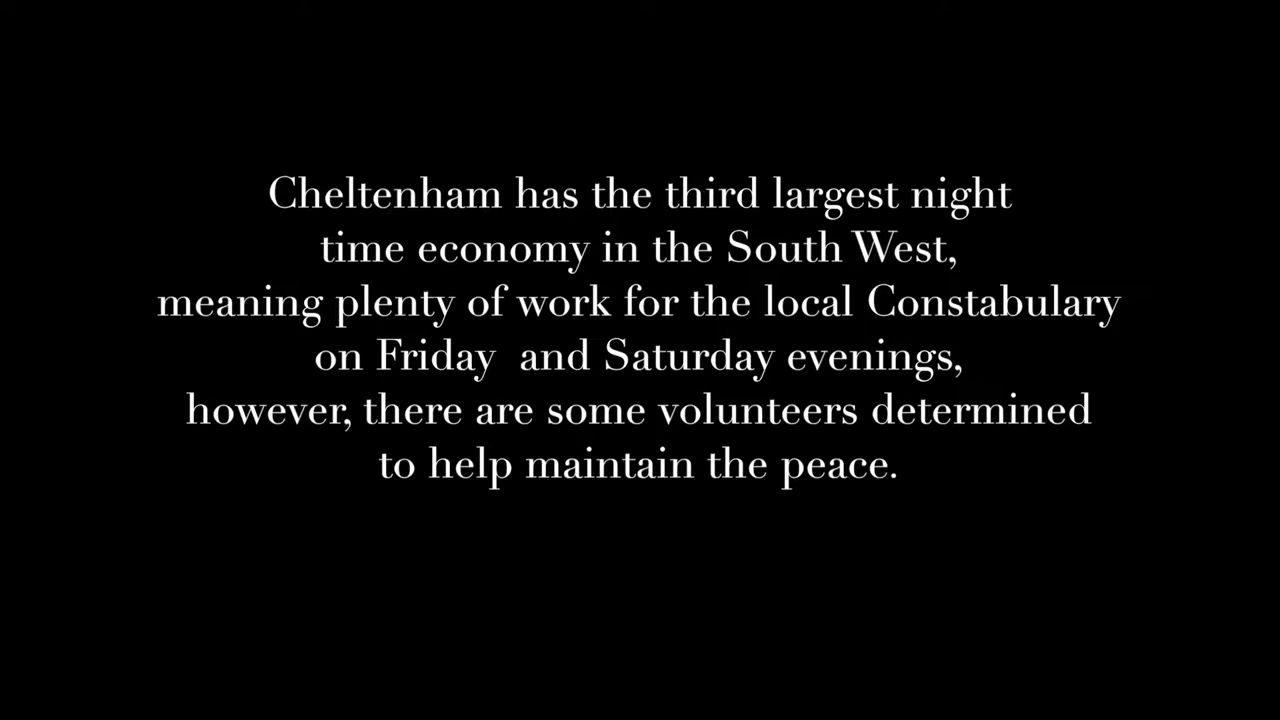 Cheltenham has the third largest night
time economy in the South West,
meaning plenty of work for the local Constabulary
on Friday  and Saturday evenings,
however, there are some volunteers determined
to help maintain the peace.